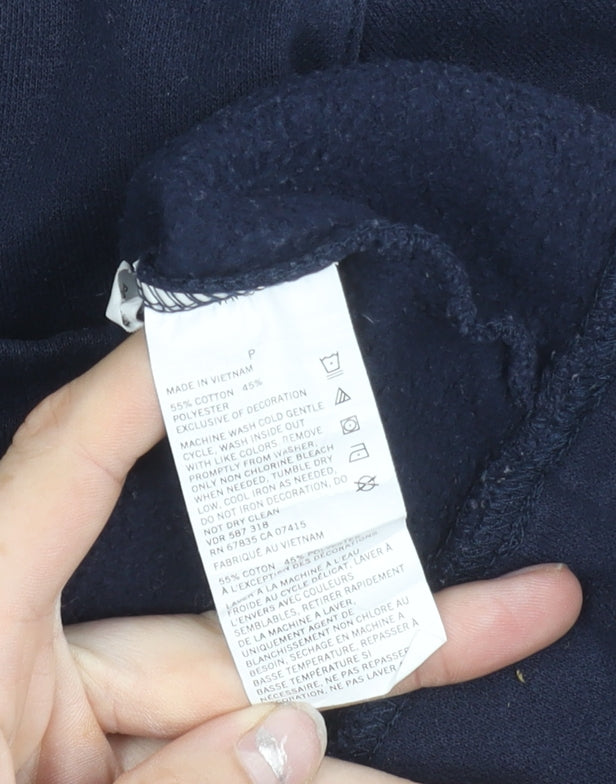 P
MADE IN VIETNAM
55% COTTON 45%
POLYESTER
EXCLUSIVE OF DECORATION
MACHINE WASH COLD GENTLE
CYCLE, WASH INSIDE OUT
WITH LIKE COLORS, REMOVE
PROMPTLY FROM WASHER,
ONLY NON CHLORINE BLEACH
WHEN NEEDED, TUMBLE DRY
LOW, COOL IRON AS NEEDED,
DO NOT IRON DECORATION, DO
NOT DRY CLEAN
VDR 587 318
RN 67835 CA 07415
FABRIQUÉ AU VIETNAM
55% COTON 45% POLYESTER
À L'EXCEPTION DES DÉCORATIONS
LAVER A LA MACHINE À L'EAU
FROIDE AU CYCLE DÉLICAT, LAVER À
L'ENVERS AVEC COULEURS
SEMBLABLES, RETIRER RAPIDEMENT
DE LA MACHINE A LAVER,
UNIQUEMENT AGENT DE
BLANCHISSEMENT NON CHLORE AU
BESOIN, SÉCHAGE EN MACHINE A
BASSE TEMPÉRATURE, REPASSER À
BASSE TEMPÉRATURE SI
NÉCESSAIRE, NE PAS REPASSER
DÉCORATION, NE PAS LAVER